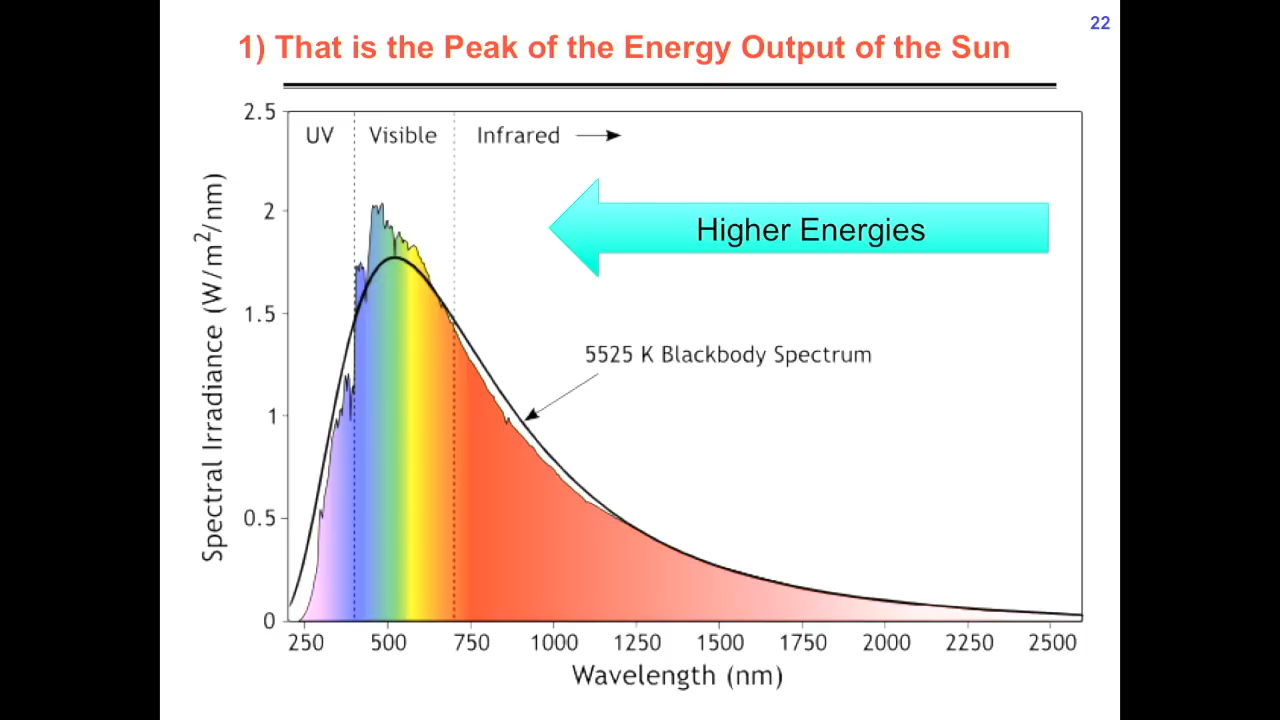 22
1) That is the Peak of the Energy Output of the Sun
2.5
2
1.5
1
0.5
0
Spectral Irradiance (W/m²/nm)
UV
Visible
Infrared
Higher Energies
5525 K Blackbody Spectrum
250 500 750 1000 1250 1500 1750 2000 2250 2500
Wavelength (nm)